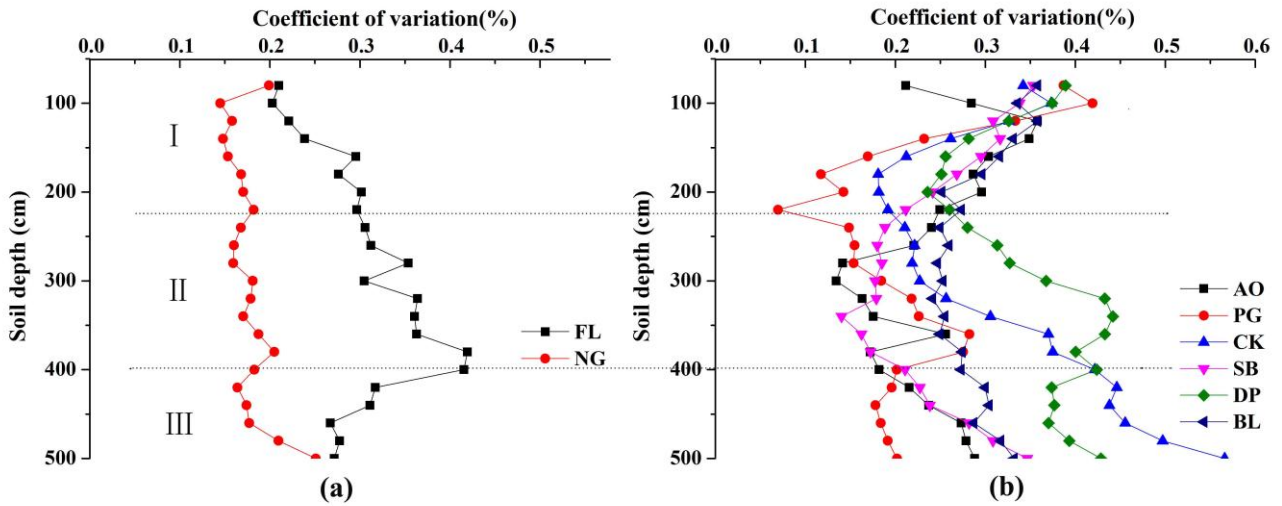 Coefficient of variation(%)
0.0 0.1 0.2 0.3 0.4 0.5
Soil depth (cm)
100
200
300
400
500
I
II
III
FL
NG
(a)
Coefficient of variation(%)
0.0 0.1 0.2 0.3 0.4 0.5 0.6
Soil depth (cm)
100
200
300
400
500
AO
PG
CK
SB
DP
BL
(b)